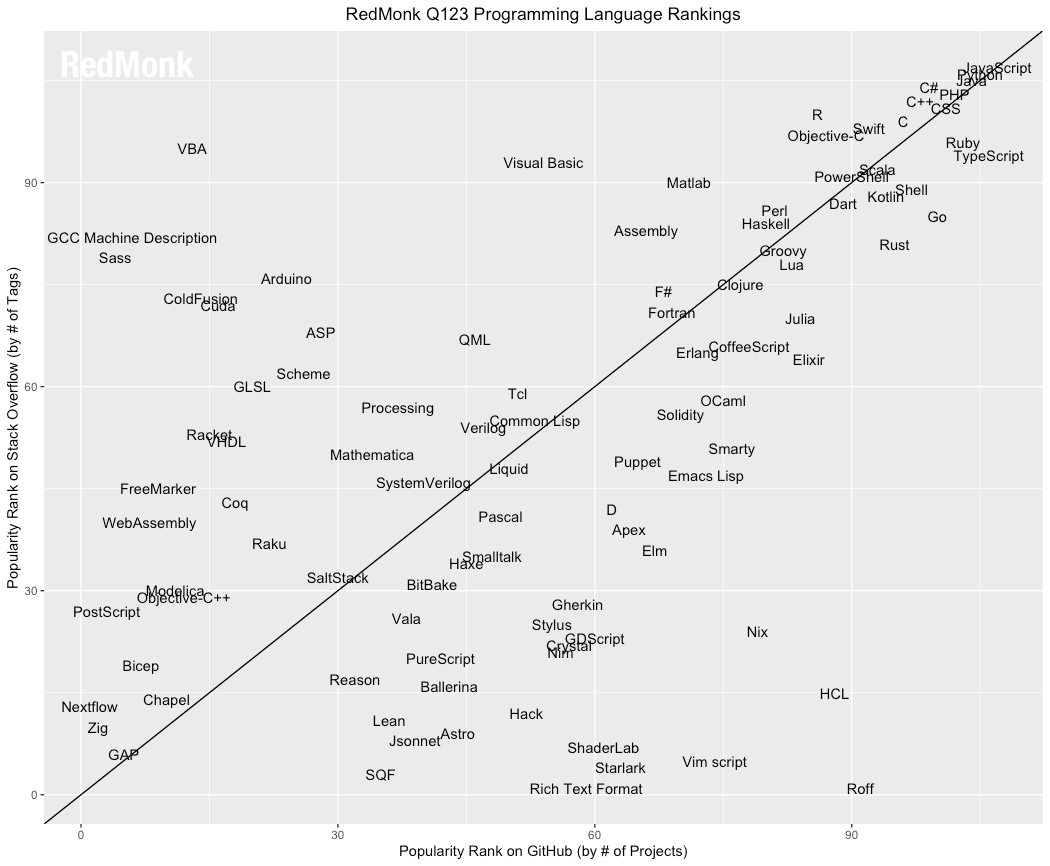 RedMonk Q123 Programming Language Rankings
RedMonk
JavaScript
Python
Java
C#
PHP
C++
CSS
R
C
Swift
Objective-C
Ruby
VBA
TypeScript
Visual Basic
Scala
PowerShell
Matlab
90
Shell
Kotlin
Dart
Perl
Go
Haskell
Assembly
GCC Machine Description
Rust
Groovy
Sass
Lua
Arduino
Clojure
F#
ColdFusion
Cuda
Fortran
Julia
ASP
QML
CoffeeScript
Erlang
Elixir
Scheme
60
GLSL
Tcl
OCaml
Processing
Solidity
Common Lisp
Verilog
Racket
VHDL
Smarty
Mathematica
Puppet
Liquid
Emacs Lisp
SystemVerilog
FreeMarker
Coq
D
Pascal
WebAssembly
Apex
Raku
Elm
Smalltalk
Haxe
SaltStack
BitBake
30
Modelica
Objective-C++
Gherkin
PostScript
Vala
Stylus
Nix
GDScript
Crystal
Nim
PureScript
Bicep
Reason
Ballerina
HCL
Chapel
Nextflow
Hack
Lean
Zig
Astro
Jsonnet
ShaderLab
GAP
Vim script
Starlark
SQF
Rich Text Format
Roff
0
Popularity Rank on Stack Overflow (by # of Tags)
0
30
60
90
Popularity Rank on GitHub (by # of Projects)